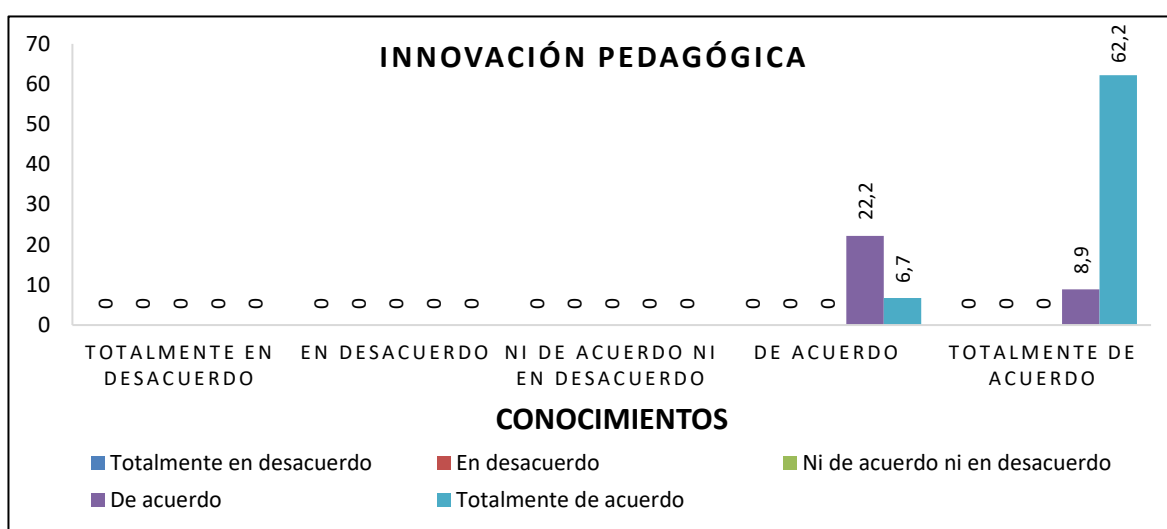 INNOVACIÓN PEDAGÓGICA
70
60
50
40
30
20
10
0
0 0 0 0 0
0 0 0 0 0
0 0 0 0 0
0 0 0 22,2 6,7
0 0 0 8,9 62,2
TOTALMENTE EN DESACUERDO
EN DESACUERDO
NI DE ACUERDO NI EN DESACUERDO
DE ACUERDO
TOTALMENTE DE ACUERDO
CONOCIMIENTOS
Totalmente en desacuerdo
En desacuerdo
Ni de acuerdo ni en desacuerdo
De acuerdo
Totalmente de acuerdo